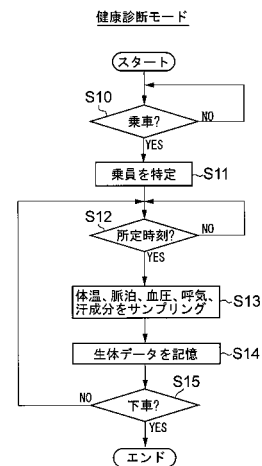 健康診断モード
スタート
S10
乗車?
NO
YES
乗員を特定
S11
S12
所定時刻?
NO
YES
体温、脈拍、血圧、呼気、
汗成分をサンプリング
S13
生体データを記憶
S14
S15
NO
下車?
YES
エンド